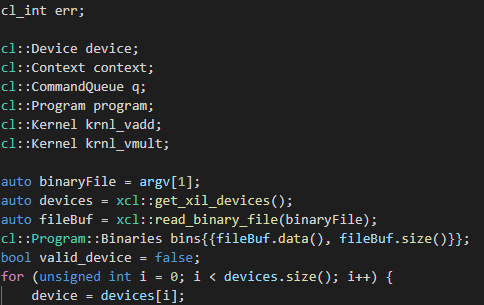 cl_int err;

cl::Device device;
cl::Context context;
cl::CommandQueue q;
cl::Program program;
cl::Kernel krnl_vadd;
cl::Kernel krnl_vmult;

auto binaryFile = argv[1];
auto devices = xcl::get_xil_devices();
auto fileBuf = xcl::read_binary_file(binaryFile);
cl::Program::Binaries bins{{fileBuf.data(), fileBuf.size()}};
bool valid_device = false;
for (unsigned int i = 0; i < devices.size(); i++) {
    device = devices[i];